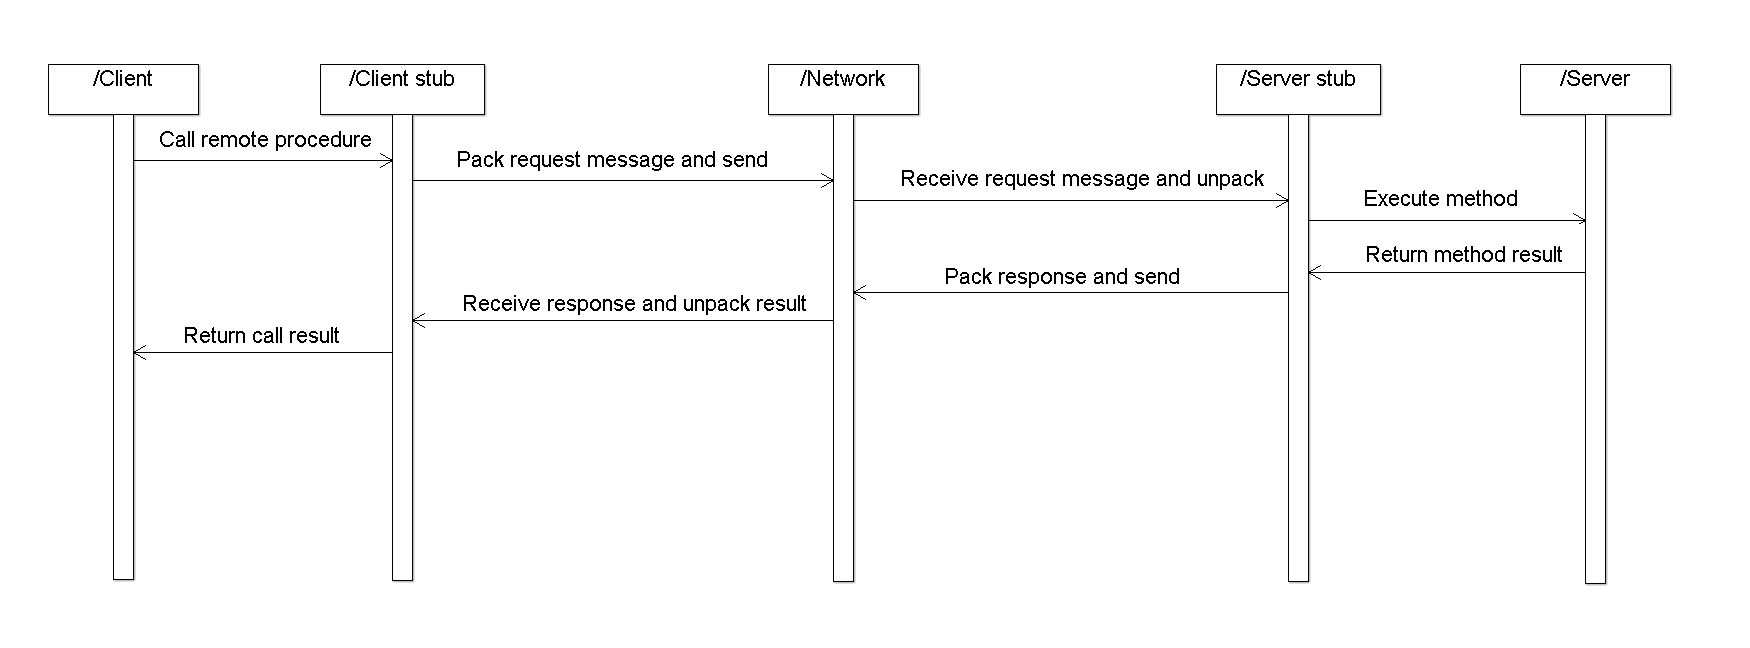 /Client
/Client stub
/Network
/Server stub
/Server
Call remote procedure
Pack request message and send
Receive request message and unpack
Execute method
Return method result
Pack response and send
Receive response and unpack result
Return call result